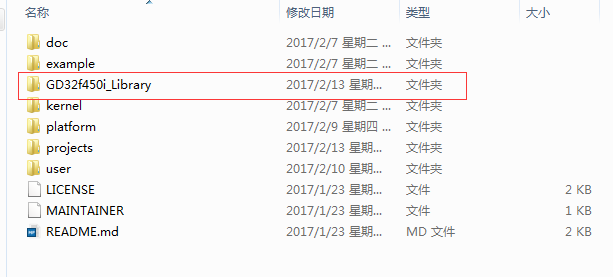 名称 修改日期 类型 大小
doc 2017/2/7 星期二 ... 文件夹
example 2017/2/7 星期二 ... 文件夹
GD32f450i_Library 2017/2/13 星期... 文件夹
kernel 2017/2/7 星期二 ... 文件夹
platform 2017/2/9 星期四 ... 文件夹
projects 2017/2/13 星期... 文件夹
user 2017/2/10 星期... 文件夹
LICENSE 2017/1/23 星期... 文件 2 KB
MAINTAINER 2017/1/23 星期... 文件 1 KB
README.md 2017/1/23 星期... MD 文件 2 KB